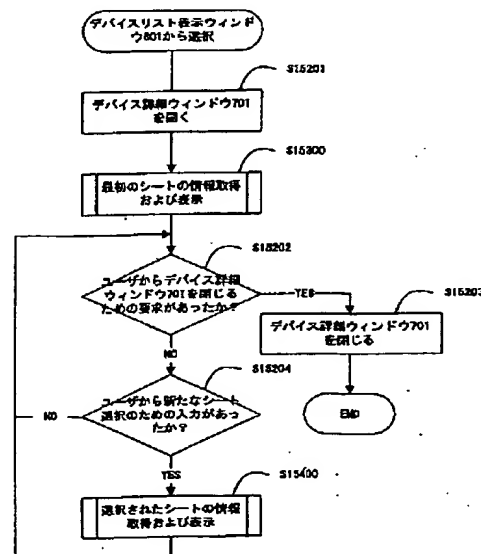 デバイスリスト表示ウィンド
ウ601から選択
S15201
デバイス詳細ウィンドウ701
を開く
S15300
最初のシートの情報取得
および表示
S15202
ユーザからデバイス詳細
ウィンドウ701を閉じる
ための要求があったか？
YES
S15203
デバイス詳細ウィンドウ701
を閉じる
NO
END
S15204
ユーザから新たなシート
選択のための入力があっ
たか？
NO
YES
S15400
選択されたシートの情報
取得および表示